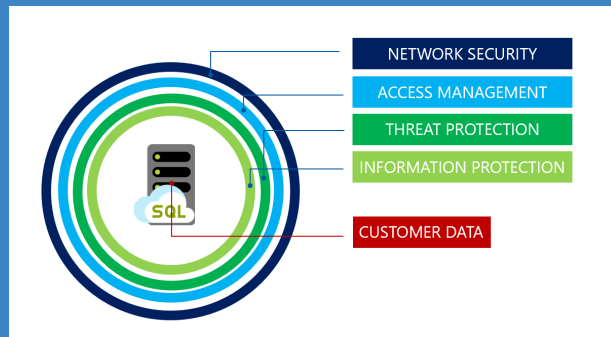 NETWORK SECURITY
ACCESS MANAGEMENT
THREAT PROTECTION
INFORMATION PROTECTION
SQL
CUSTOMER DATA